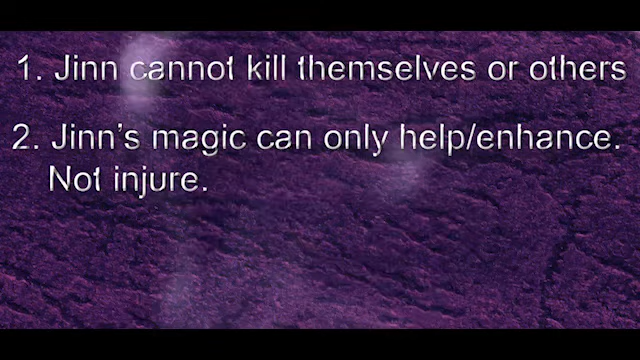 1. Jinn cannot kill themselves or others
2. Jinn's magic can only help/enhance.
Not injure.